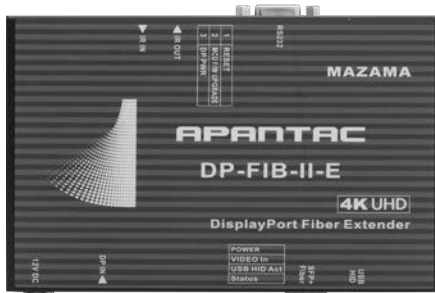 IR IN
IR OUT
3 DP PWR
2 MCU F/W UPGRADE
1 RESET
RS232
MAZAMA
APANTAC
DP-FIB-II-E
4K UHD
DisplayPort Fiber Extender
POWER
VIDEO In
USB HID Act
Status
12V DC
DP IN
SFP+
Fiber
USB
HID